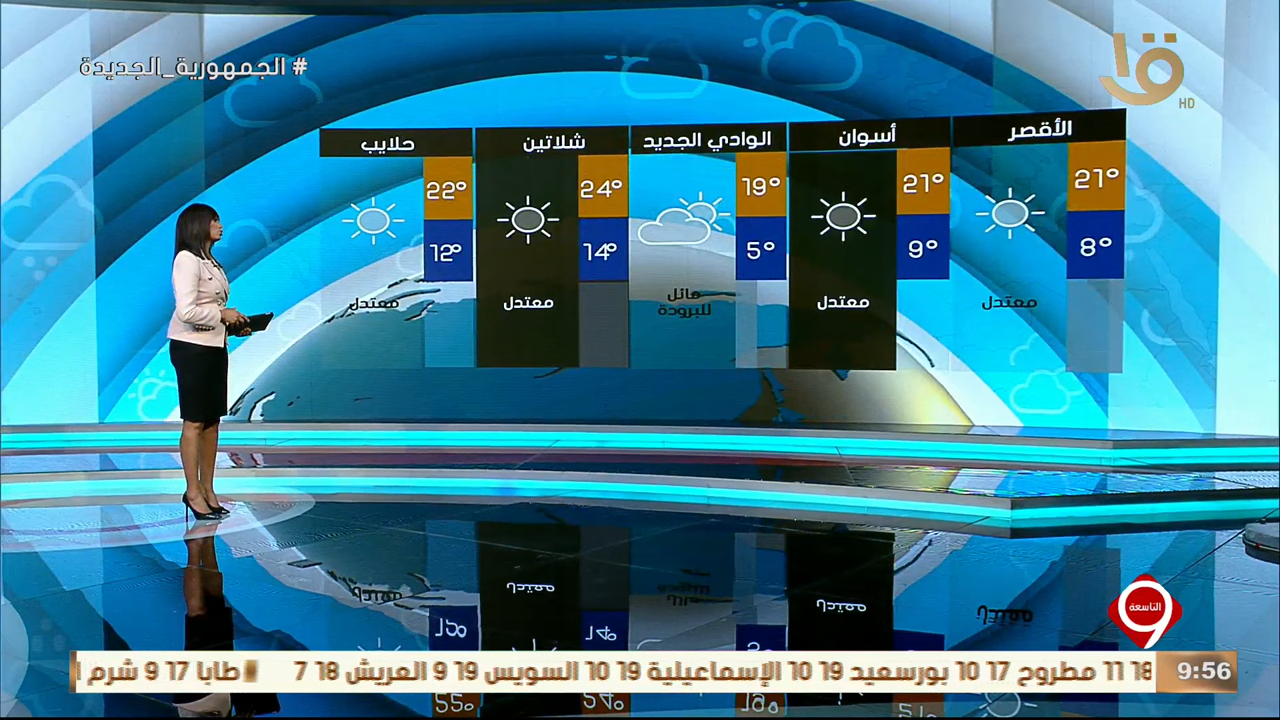 # الجمهورية_الجديدة
HD
الأقصر
21°
8°
معتدل
أسوان
21°
9°
معتدل
الوادي الجديد
19°
5°
مائل
للبرودة
شلاتين
24°
14°
معتدل
حلايب
22°
12°
معتدل
التاسعة
9
9:56
18 11 مطروح 17 10 بورسعيد 19 10 الإسماعيلية 19 10 السويس 19 9 العريش 18 7 طابا 17 9 شرم